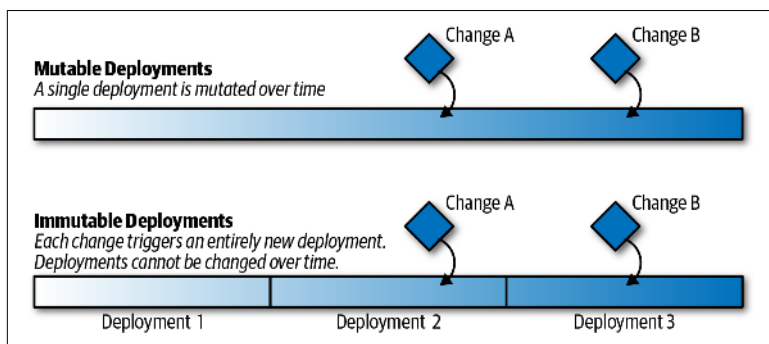 Change A
Change B
Mutable Deployments
A single deployment is mutated over time
Change A
Change B
Immutable Deployments
Each change triggers an entirely new deployment.
Deployments cannot be changed over time.
Deployment 1
Deployment 2
Deployment 3